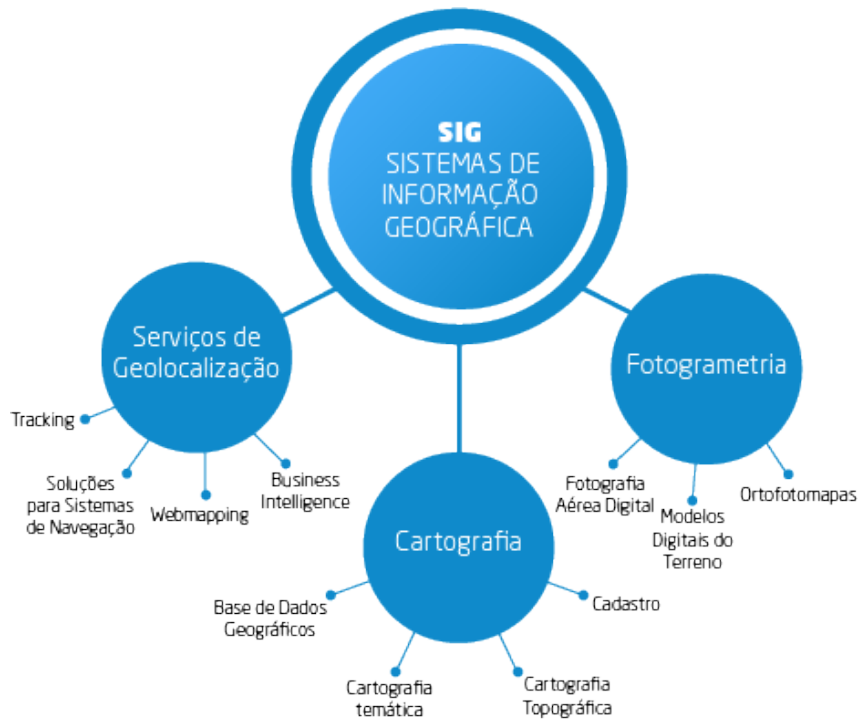 SIG
SISTEMAS DE
INFORMAÇÃO
GEOGRÁFICA
Serviços de
Geolocalização
Tracking
Soluções
para Sistemas
de Navegação
Webmapping
Business
Intelligence
Cartografia
Base de Dados
Geográficos
Cartografia
temática
Cartografia
Topográfica
Cadastro
Fotogrametria
Fotografia
Aérea Digital
Modelos
Digitais do
Terreno
Ortofotomapas